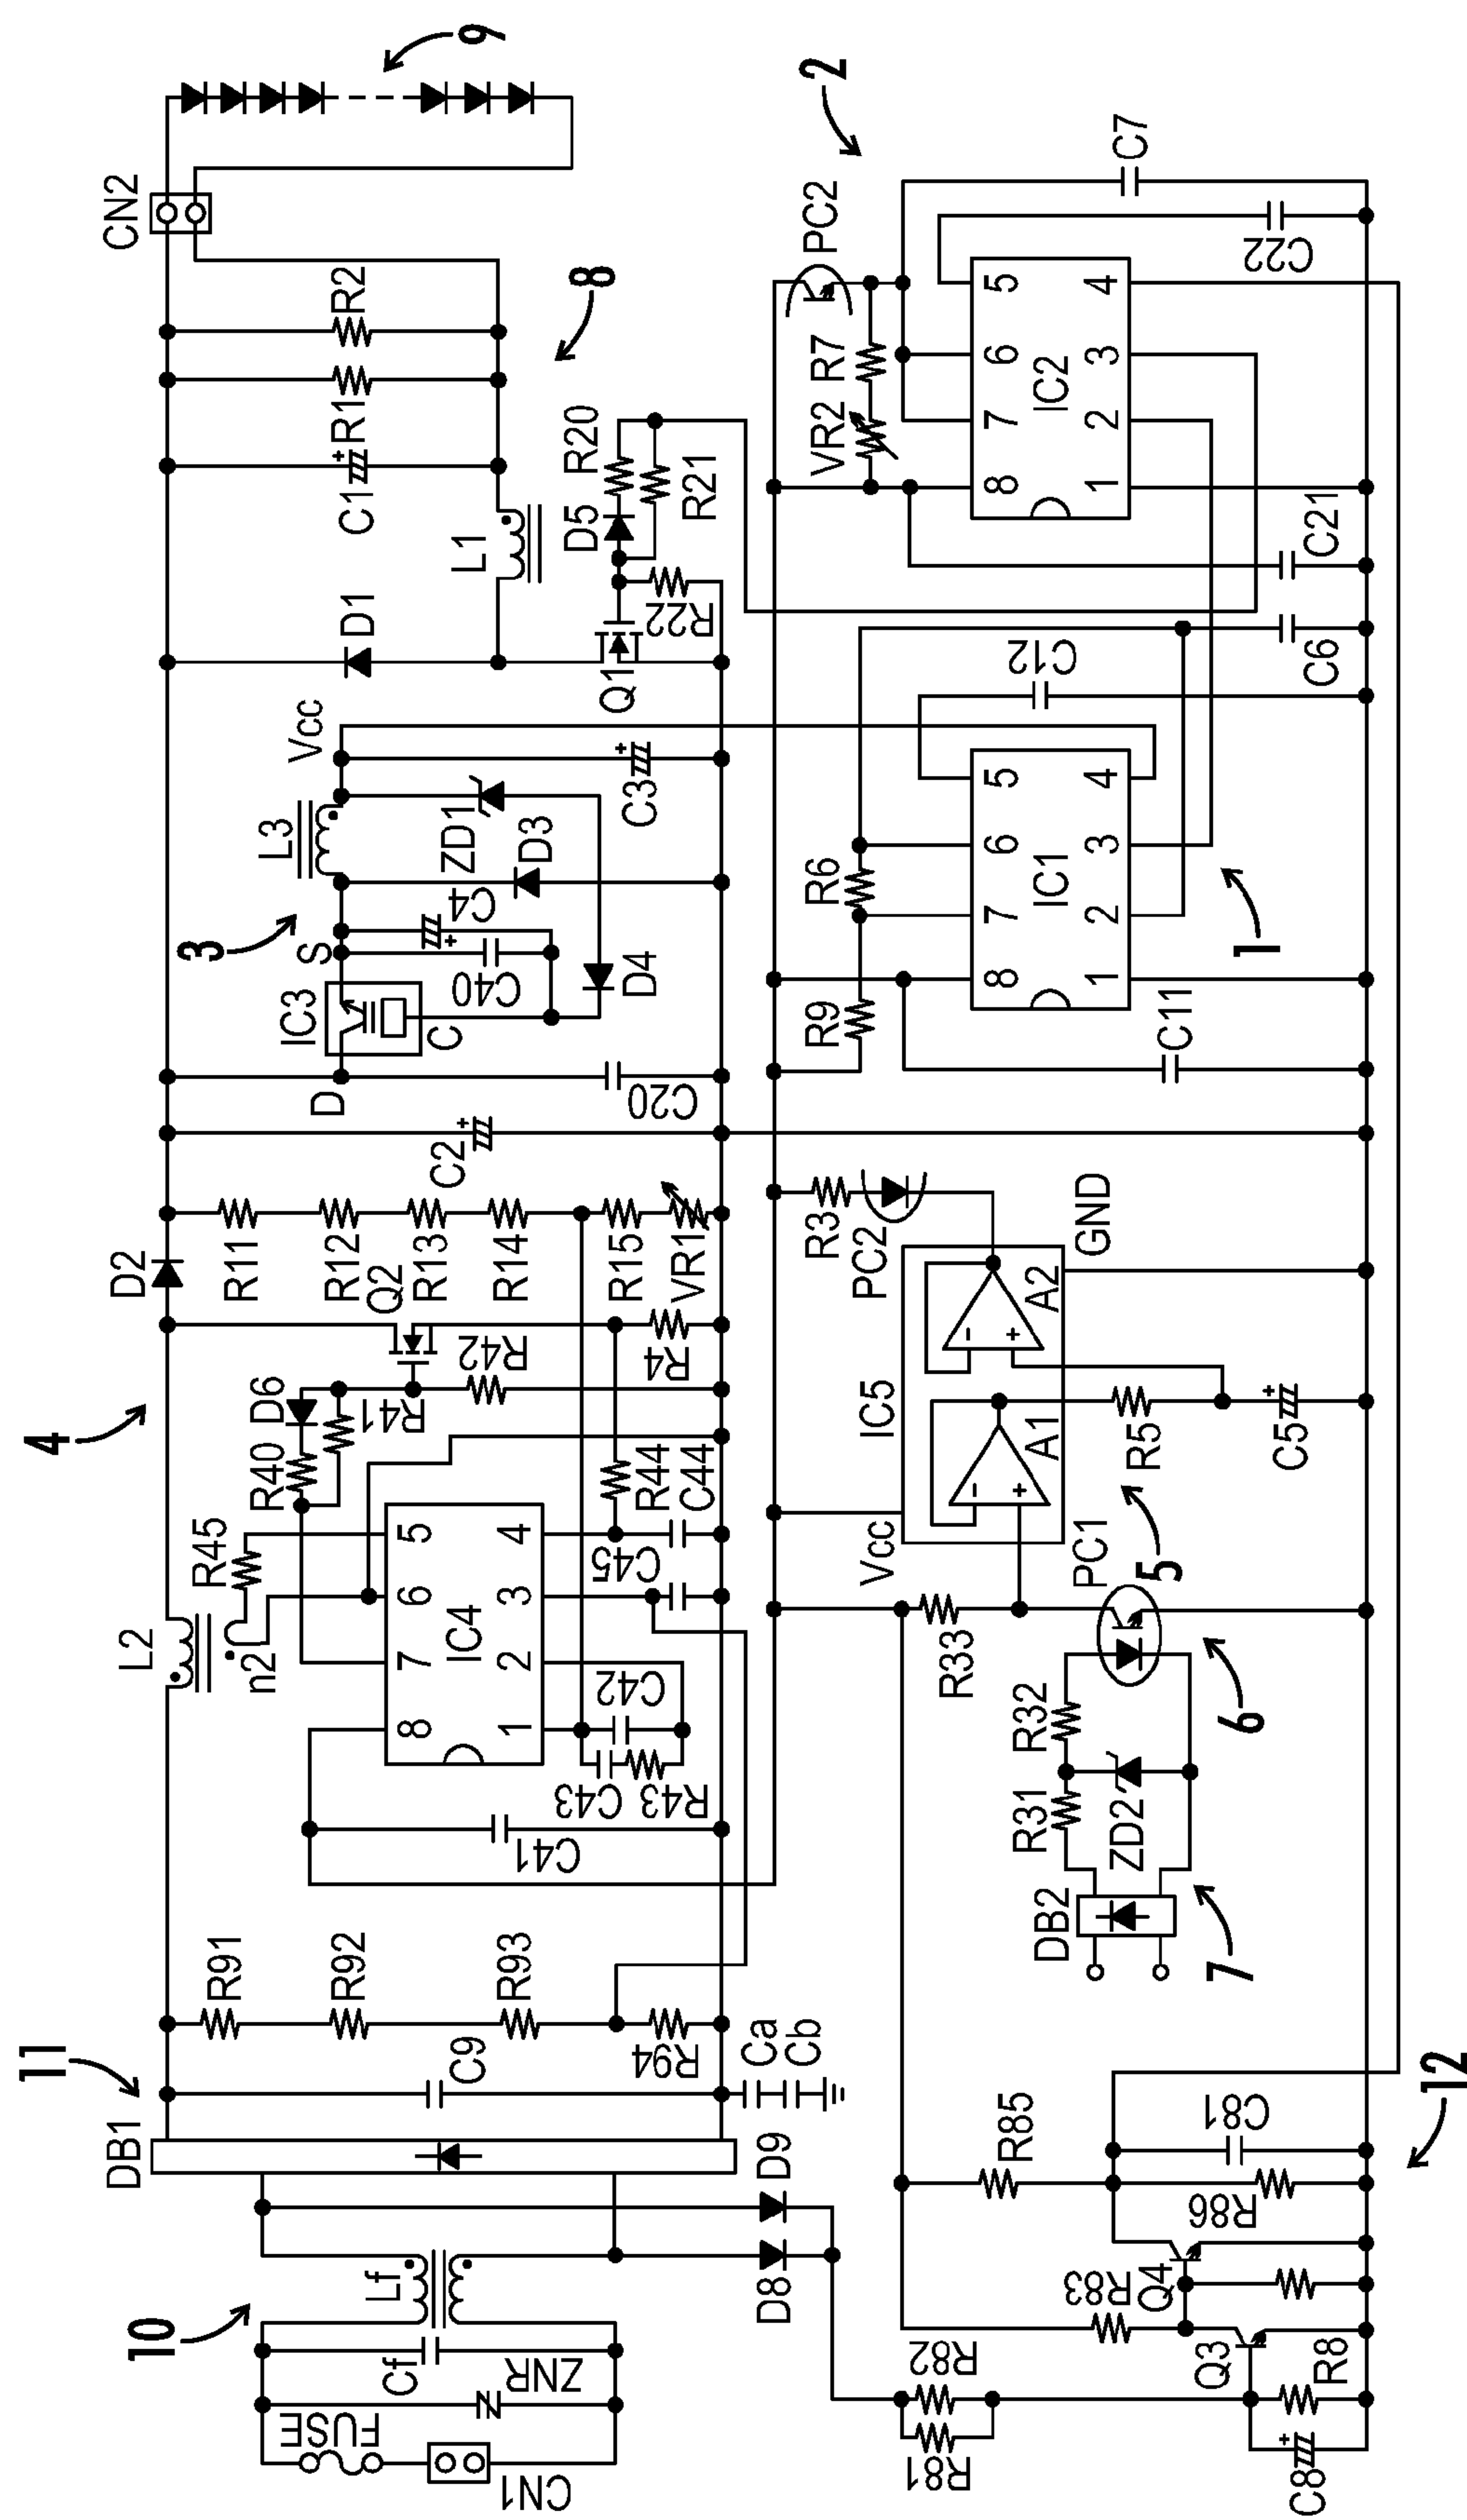 11
4
3
10
DB1
L2
D2
CN2
9
R91
R45
R40
D6
R41
R11
IC3
S
L3
Vcc
D1
R1
R2
Lf
Cf
FUSE
ZNR
CN1
C9
R92
R93
R94
n2
8
7
6
5
IC4
1
2
3
4
R12
Q2
R13
R14
R15
VR1
R42
R4
C2
D
C
C20
C40
C4
ZD1
D3
D4
C3
Q1
R22
D5
R20
R21
L1
C1
8
C41
C43
R43
C42
C45
R44
C44
Ca
Cb
D8
D9
R3
PC2
R9
R6
C12
VR2
R7
PC2
2
R33
Vcc
IC5
A1
A2
GND
8
7
6
5
IC1
1
2
3
4
8
7
6
5
IC2
1
2
3
4
C11
C6
C21
C22
C7
1
DB2
R31
R32
ZD2
PC1
R5
C5
5
6
7
R81
R82
R83
Q4
R85
R86
C81
Q3
R8
C8
12